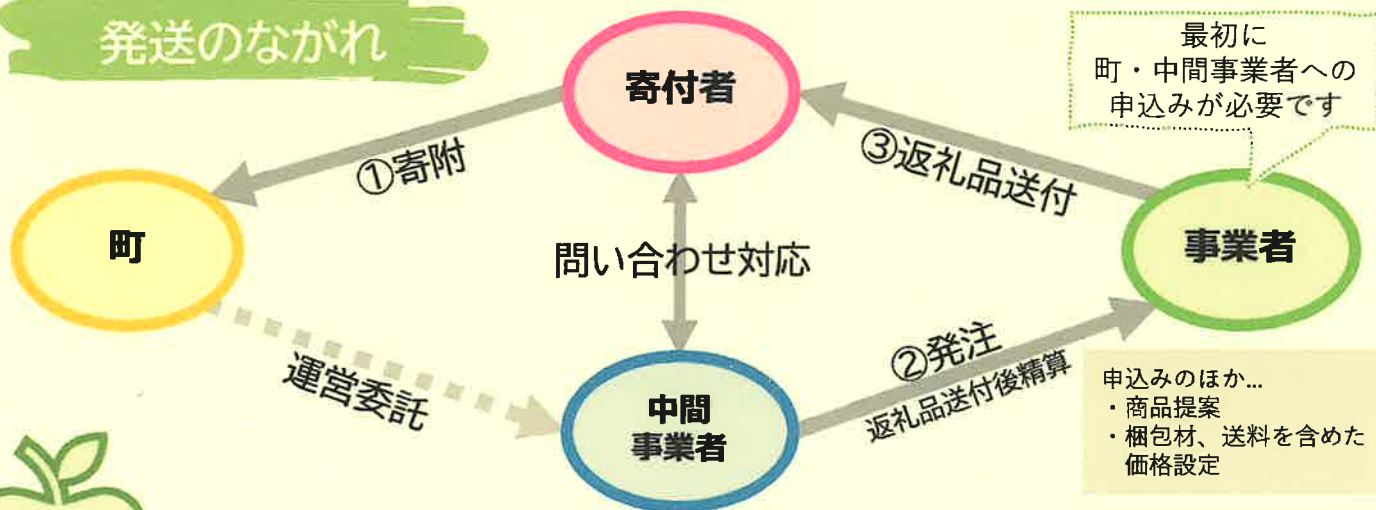 発送のながれ
寄付者
最初に
町・中間事業者への
申込みが必要です
①寄附
③返礼品送付
町
問い合わせ対応
事業者
運営委託
②発注
返礼品送付後精算
中間
事業者
申込みのほか...
・商品提案
・梱包材、送料を含めた
価格設定